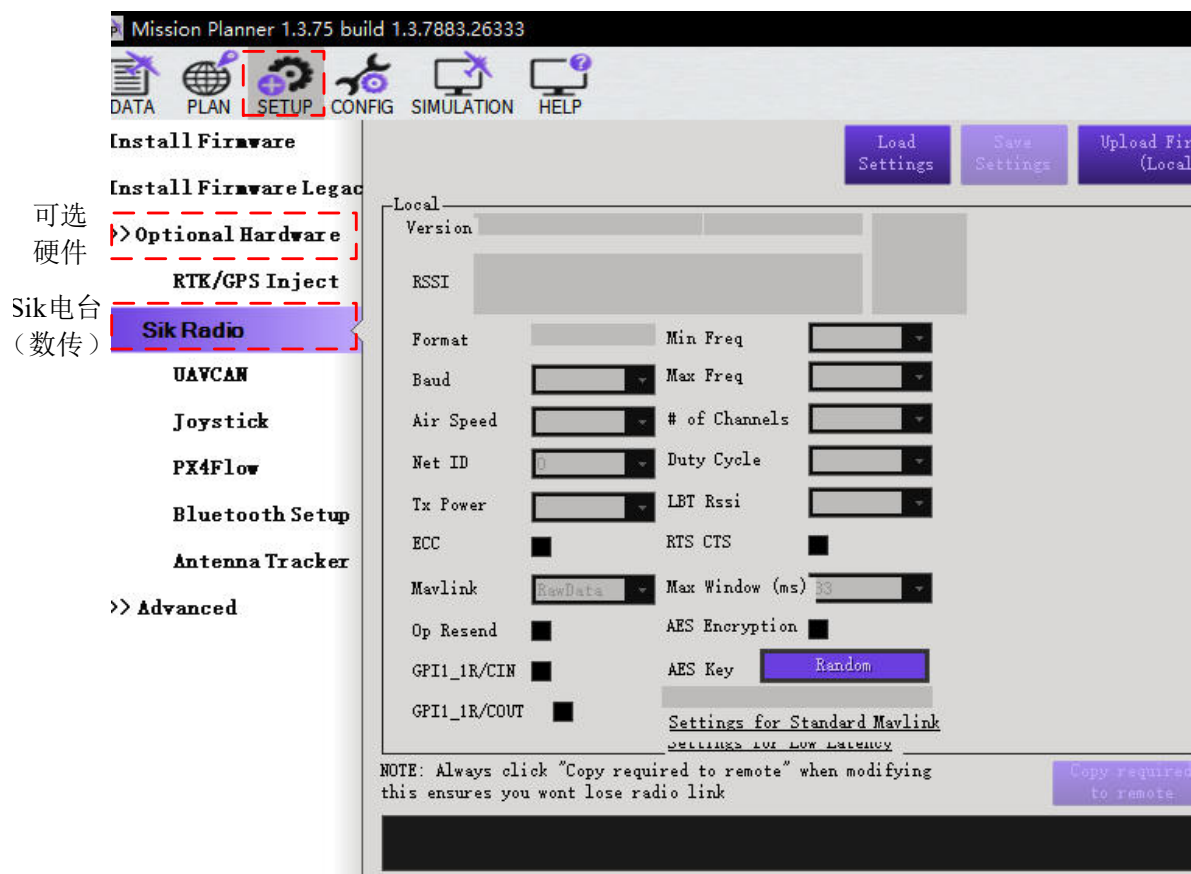 Mission Planner 1.3.75 build 1.3.7883.26333
DATA PLAN SETUP CONFIG SIMULATION HELP
Install Firmware
Install Firmware Legac
可选
硬件
>> Optional Hardware
RTK/GPS Inject
Sik电台
（数传）
Sik Radio
UAVCAN
Joystick
PX4Flow
Bluetooth Setup
Antenna Tracker
>> Advanced
Load
Settings
Save
Settings
Upload Fir
(Local
Local
Version
RSSI
Format
Min Freq
Baud
Max Freq
Air Speed
# of Channels
Net ID 0
Duty Cycle
Tx Power
LBT Rssi
ECC
RTS CTS
Mavlink RawData
Max Window (ms) 33
Op Resend
AES Encryption
GPI1_1R/CIN
AES Key Random
GPI1_1R/COUT
Settings for Standard Mavlink
Settings for Low Latency
NOTE: Always click "Copy required to remote" when modifying
this ensures you wont lose radio link
Copy required
to remote